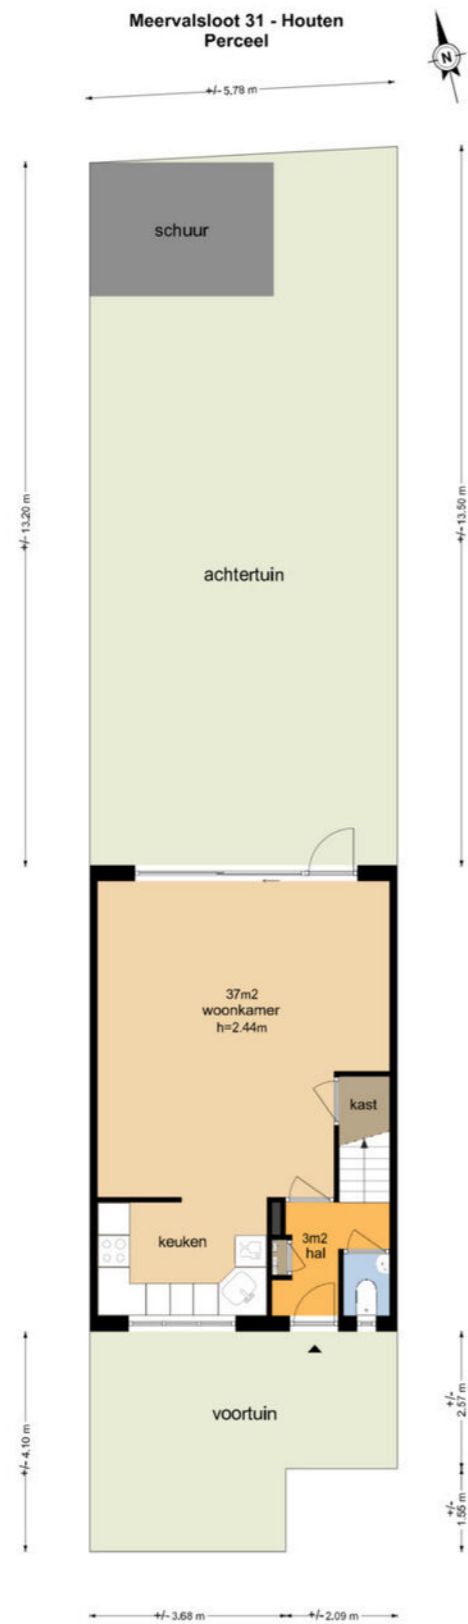 Meervalsloot 31 - Houten
Perceel
N
+/- 5.78 m
schuur
+/- 13.20 m
+/- 13.50 m
achtertuin
37m2
woonkamer
h=2.44m
kast
keuken
3m2
hal
voortuin
+/- 4.10 m
+/-
2.57 m
+/-
1.55 m
+/- 3.68 m
+/- 2.09 m